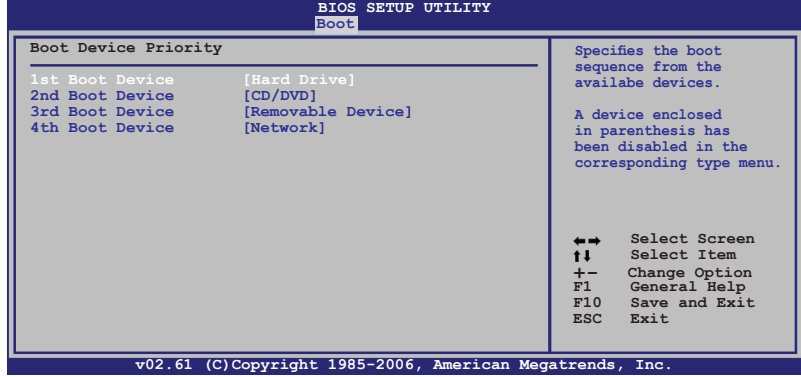 BIOS SETUP UTILITY
Boot
Boot Device Priority
1st Boot Device [Hard Drive]
2nd Boot Device [CD/DVD]
3rd Boot Device [Removable Device]
4th Boot Device [Network]
Specifies the boot
sequence from the
availabe devices.
A device enclosed
in parenthesis has
been disabled in the
corresponding type menu.
←→ Select Screen
↑↓ Select Item
+- Change Option
F1 General Help
F10 Save and Exit
ESC Exit
v02.61 (C)Copyright 1985-2006, American Megatrends, Inc.